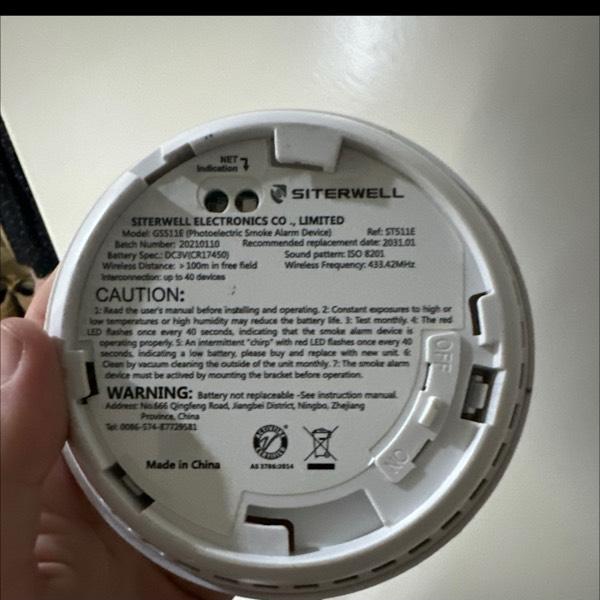 NET
Indication
SITERWELL
SITERWELL ELECTRONICS CO ., LIMITED
Model: GS511E (Photoelectric Smoke Alarm Device) Ref: ST511E
Batch Number: 20210110 Recommended replacement date: 2031.01
Battery Spec.: DC3V(CR17450) Sound pattern: ISO 8201
Wireless Distance: >100m in free field Wireless Frequency: 433.42MHz
Interconnection: up to 40 devices
CAUTION:
1: Read the user's manual before installing and operating. 2: Constant exposures to high or
low temperatures or high humidity may reduce the battery life. 3: Test monthly. 4: The red
LED flashes once every 40 seconds, indicating that the smoke alarm device is
operating properly. 5: An intermittent "chirp" with red LED flashes once every 40
seconds, indicating a low battery, please buy and replace with new unit. 6:
Clean by vacuum cleaning the outside of the unit monthly. 7: The smoke alarm
device must be actived by mounting the bracket before operation.
WARNING: Battery not replaceable -See instruction manual.
Address: No.666 Qingfeng Road, Jiangbei District, Ningbo, Zhejiang
Province, China
Tel: 0086-574-87729581
Made in China
AS 3786:2014
OFF
ON